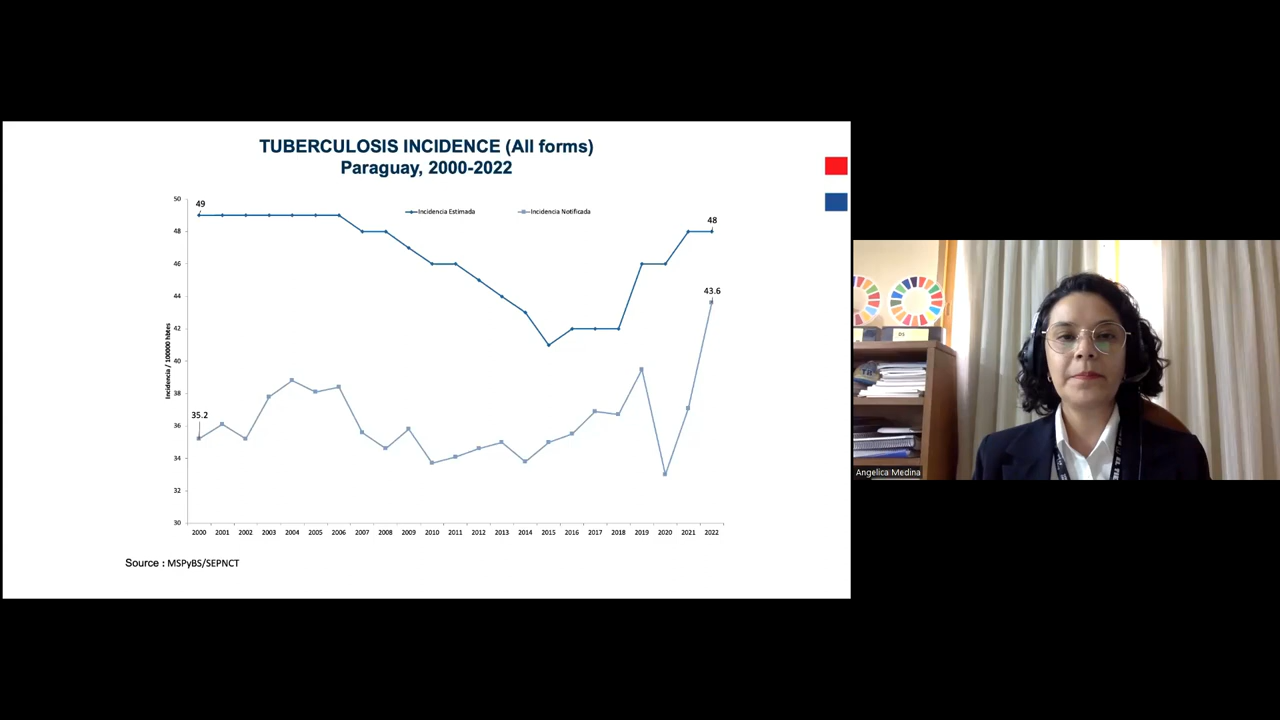 TUBERCULOSIS INCIDENCE (All forms)
Paraguay, 2000-2022
Incidencia Estimada
Incidencia Notificada
Incidencia / 100000 hbtes
50
48
46
44
42
40
38
36
34
32
30
49
48
43.6
35.2
2000 2001 2002 2003 2004 2005 2006 2007 2008 2009 2010 2011 2012 2013 2014 2015 2016 2017 2018 2019 2020 2021 2022
Source : MSPyBS/SEPNCT
Angelica Medina